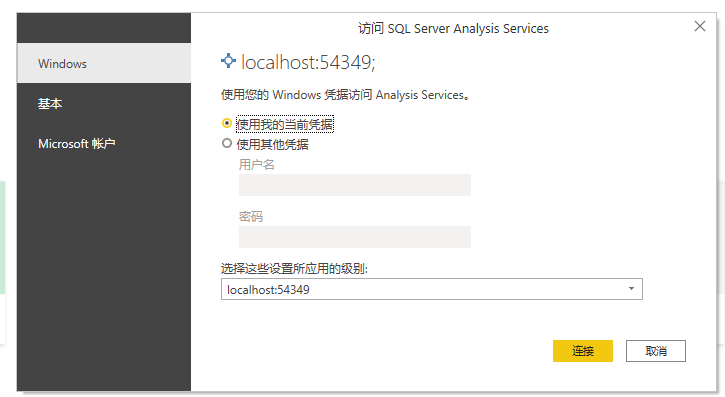 访问 SQL Server Analysis Services
Windows
基本
Microsoft 帐户
localhost:54349;
使用您的 Windows 凭据访问 Analysis Services。
使用我的当前凭据
使用其他凭据
用户名
密码
选择这些设置所应用的级别:
localhost:54349
连接
取消